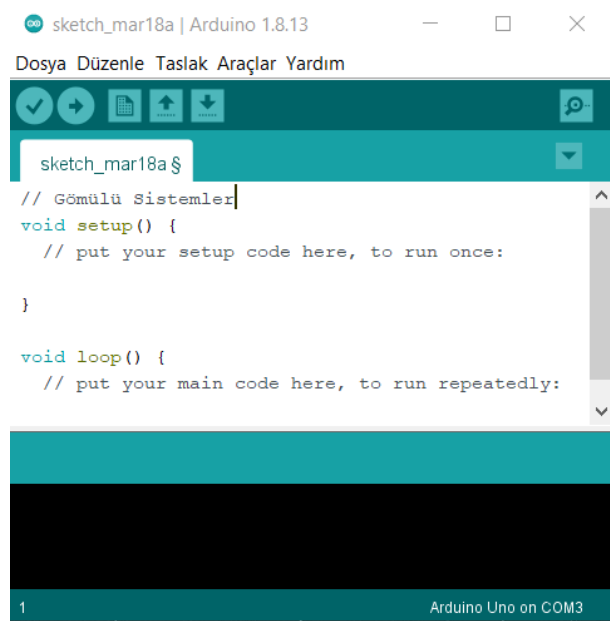 sketch_mar18a | Arduino 1.8.13
Dosya Düzenle Taslak Araçlar Yardım
sketch_mar18a §
// Gömülü Sistemler
void setup() {
  // put your setup code here, to run once:
}
void loop() {
  // put your main code here, to run repeatedly:
1
Arduino Uno on COM3